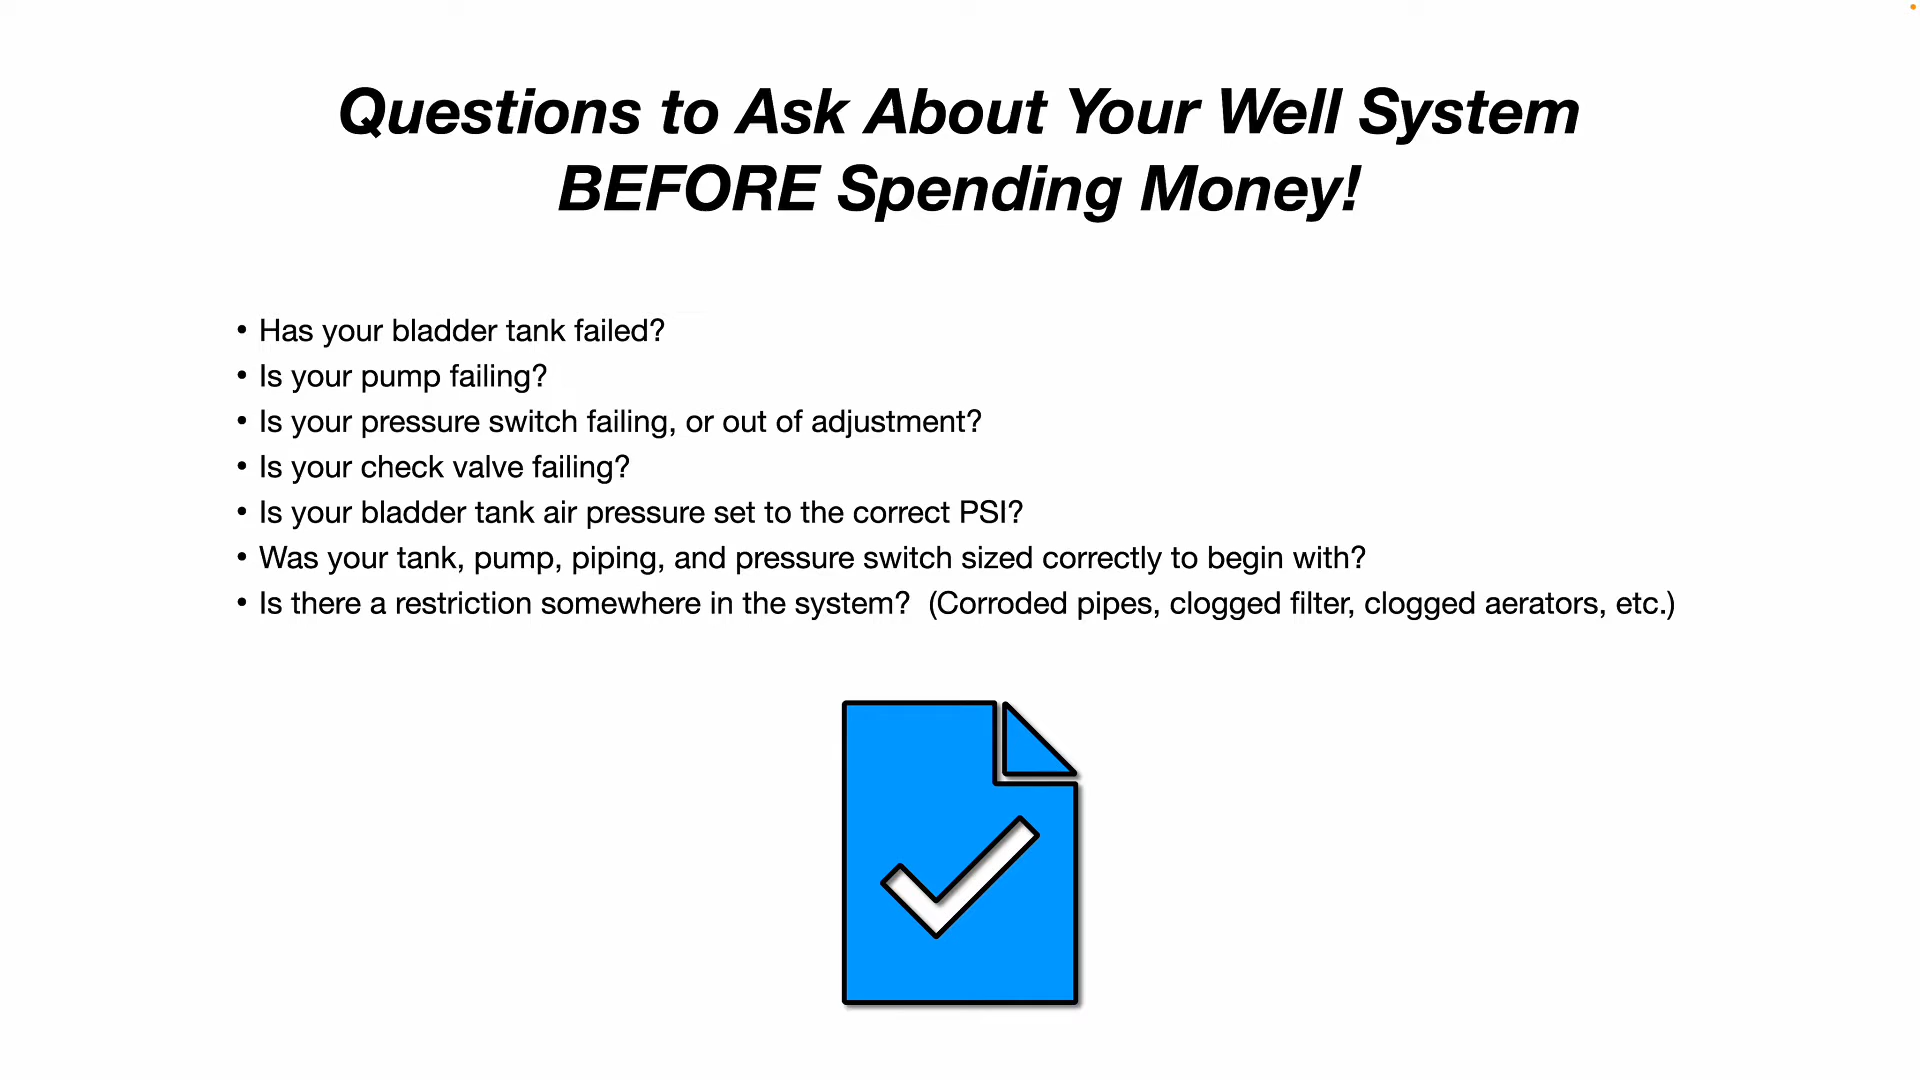 Questions to Ask About Your Well System
BEFORE Spending Money!
• Has your bladder tank failed?
• Is your pump failing?
• Is your pressure switch failing, or out of adjustment?
• Is your check valve failing?
• Is your bladder tank air pressure set to the correct PSI?
• Was your tank, pump, piping, and pressure switch sized correctly to begin with?
• Is there a restriction somewhere in the system?  (Corroded pipes, clogged filter, clogged aerators, etc.)